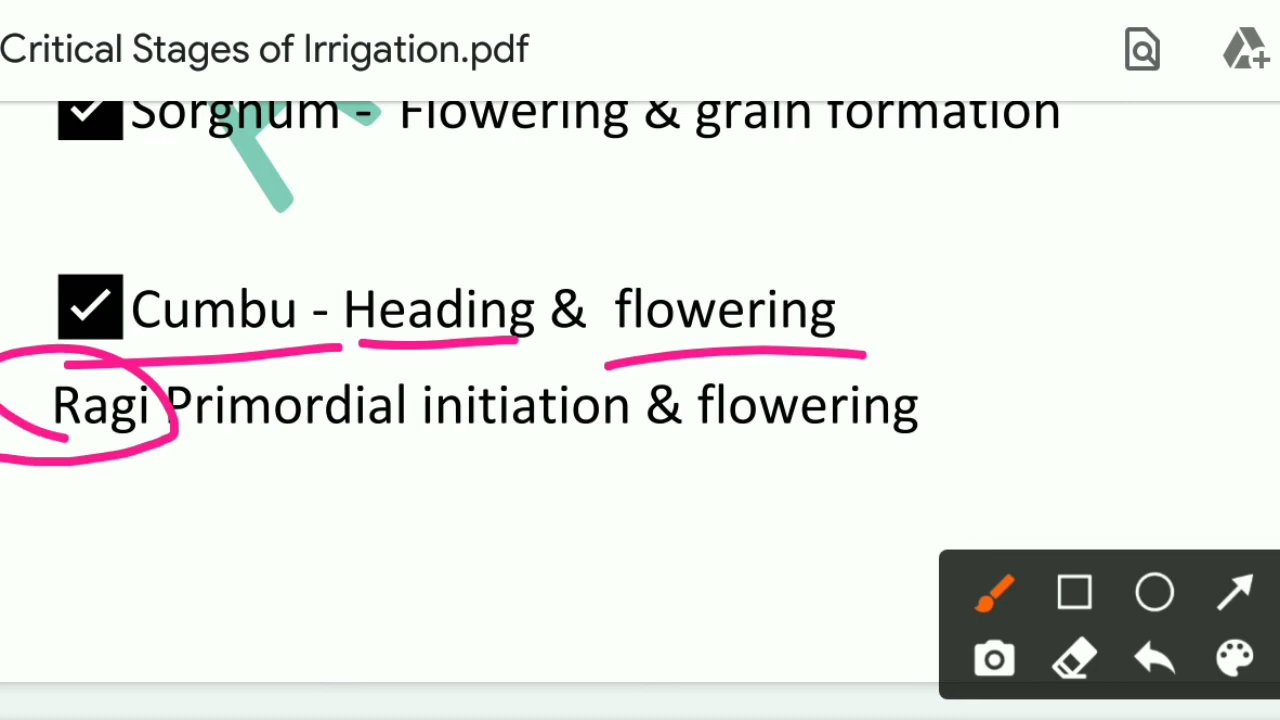 Critical Stages of Irrigation.pdf
Sorghum - Flowering & grain formation
Cumbu - Heading & flowering
Ragi Primordial initiation & flowering